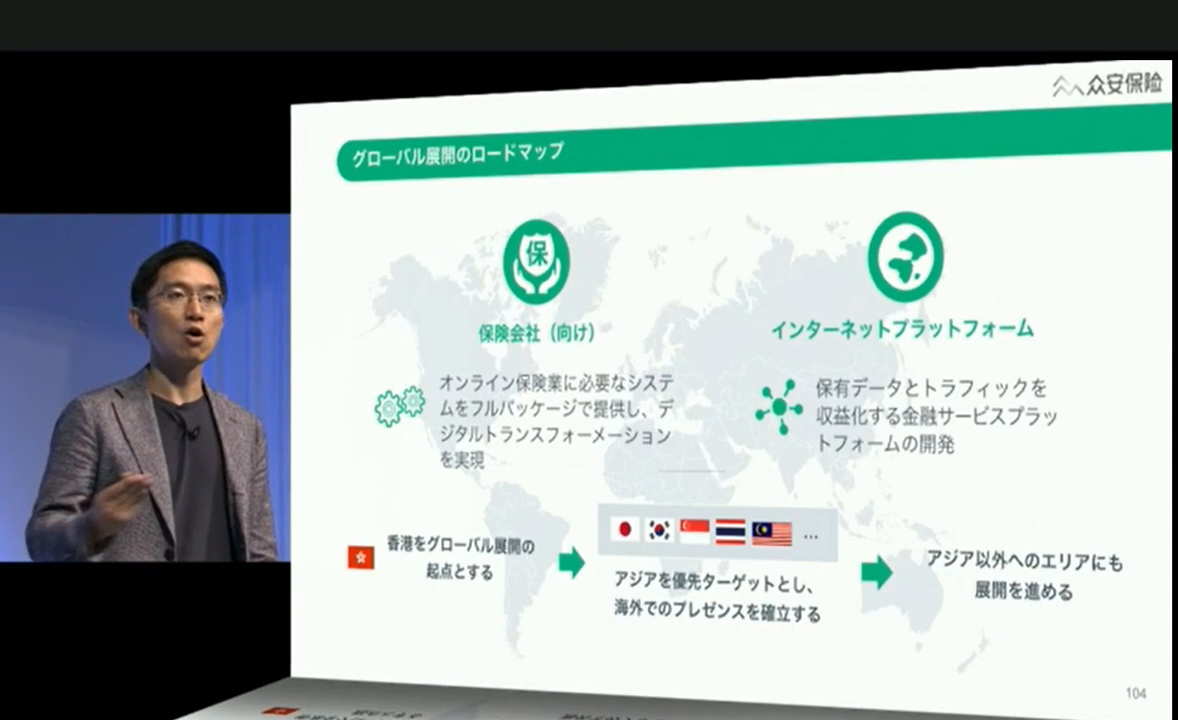 众安保险
グローバル展開のロードマップ
保
保険会社（向け）
オンライン保険業に必要なシステ
ムをフルパッケージで提供し、デ
ジタルトランスフォーメーション
を実現
インターネットプラットフォーム
保有データとトラフィックを
収益化する金融サービスプラッ
トフォームの開発
香港をグローバル展開の
起点とする
…
アジアを優先ターゲットとし、
海外でのプレゼンスを確立する
アジア以外へのエリアにも
展開を進める
104